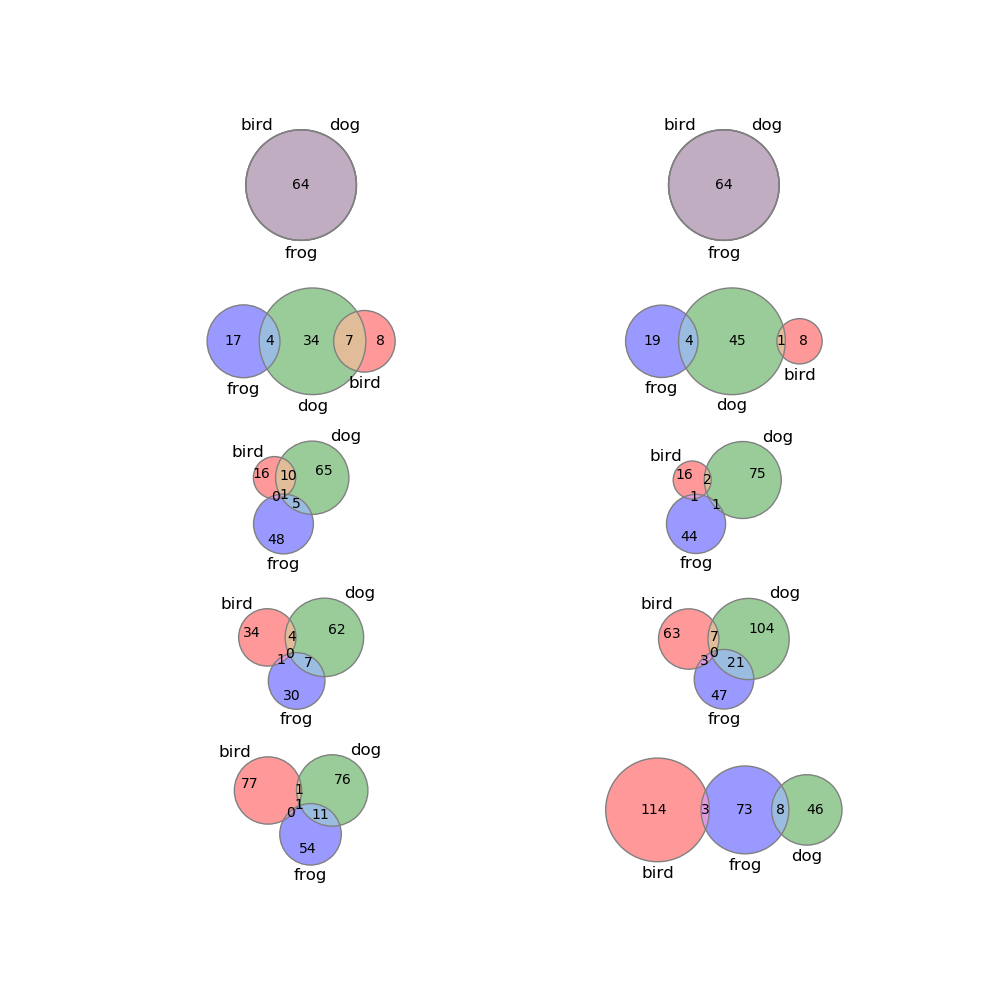 bird dog
64
frog
bird dog
64
frog
17 4 34 7 8
frog bird
dog
19 4 45 1 8
frog bird
dog
dog
bird
16 10 65
0 1 5
48
frog
dog
bird
16 2 75
1 1
44
frog
dog
bird
34 4 62
1 0 7
30
frog
dog
bird
63 7 104
3 0 21
47
frog
bird dog
77 1 76
0 1 11
54
frog
114 3 73 8 46
bird frog dog